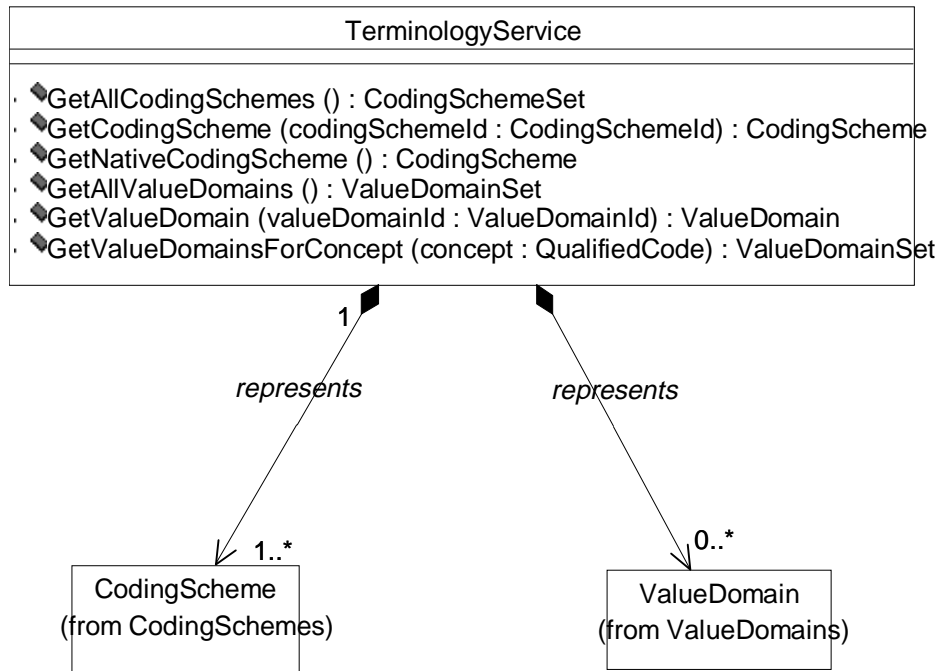 TerminologyService
GetAllCodingSchemes () : CodingSchemeSet
GetCodingScheme (codingSchemeId : CodingSchemeId) : CodingScheme
GetNativeCodingScheme () : CodingScheme
GetAllValueDomains () : ValueDomainSet
GetValueDomain (valueDomainId : ValueDomainId) : ValueDomain
GetValueDomainsForConcept (concept : QualifiedCode) : ValueDomainSet
1
represents
represents
1..*
0..*
CodingScheme
(from CodingSchemes)
ValueDomain
(from ValueDomains)